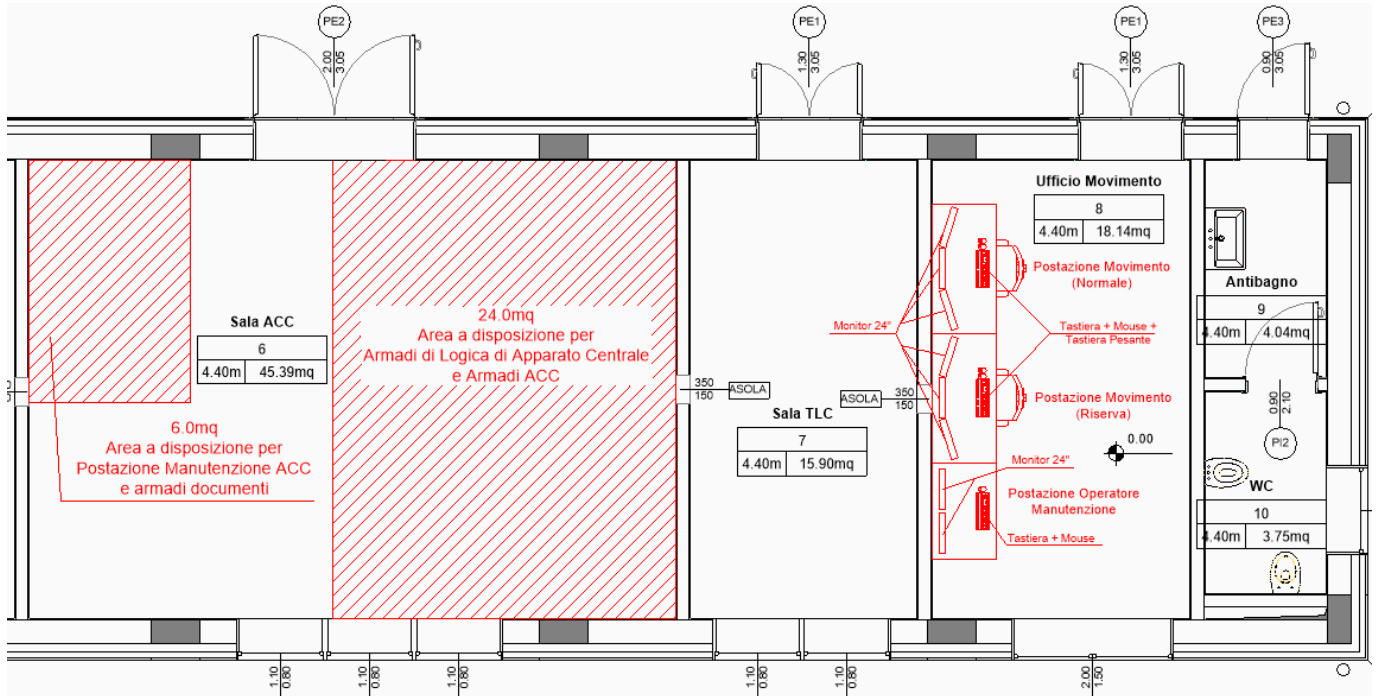 PE2
2.00
3.05
PE1
1.30
3.05
PE1
1.30
3.05
PE3
0.90
3.05
Ufficio Movimento
8
4.40m 18.14mq
Postazione Movimento
(Normale)
Antibagno
9
4.40m 4.04mq
24.0mq
Area a disposizione per
Armadi di Logica di Apparato Centrale
e Armadi ACC
Sala ACC
6
4.40m 45.39mq
Monitor 24"
Tastiera + Mouse +
Tastiera Pesante
350
150
ASOLA
ASOLA
350
150
Postazione Movimento
(Riserva)
0.90
2.10
PI2
Sala TLC
7
4.40m 15.90mq
0.00
6.0mq
Area a disposizione per
Postazione Manutenzione ACC
e armadi documenti
Monitor 24"
Postazione Operatore
Manutenzione
Tastiera + Mouse
WC
10
4.40m 3.75mq
1.10
0.80
1.10
0.80
1.10
0.80
1.10
0.80
1.10
0.80
2.00
1.50